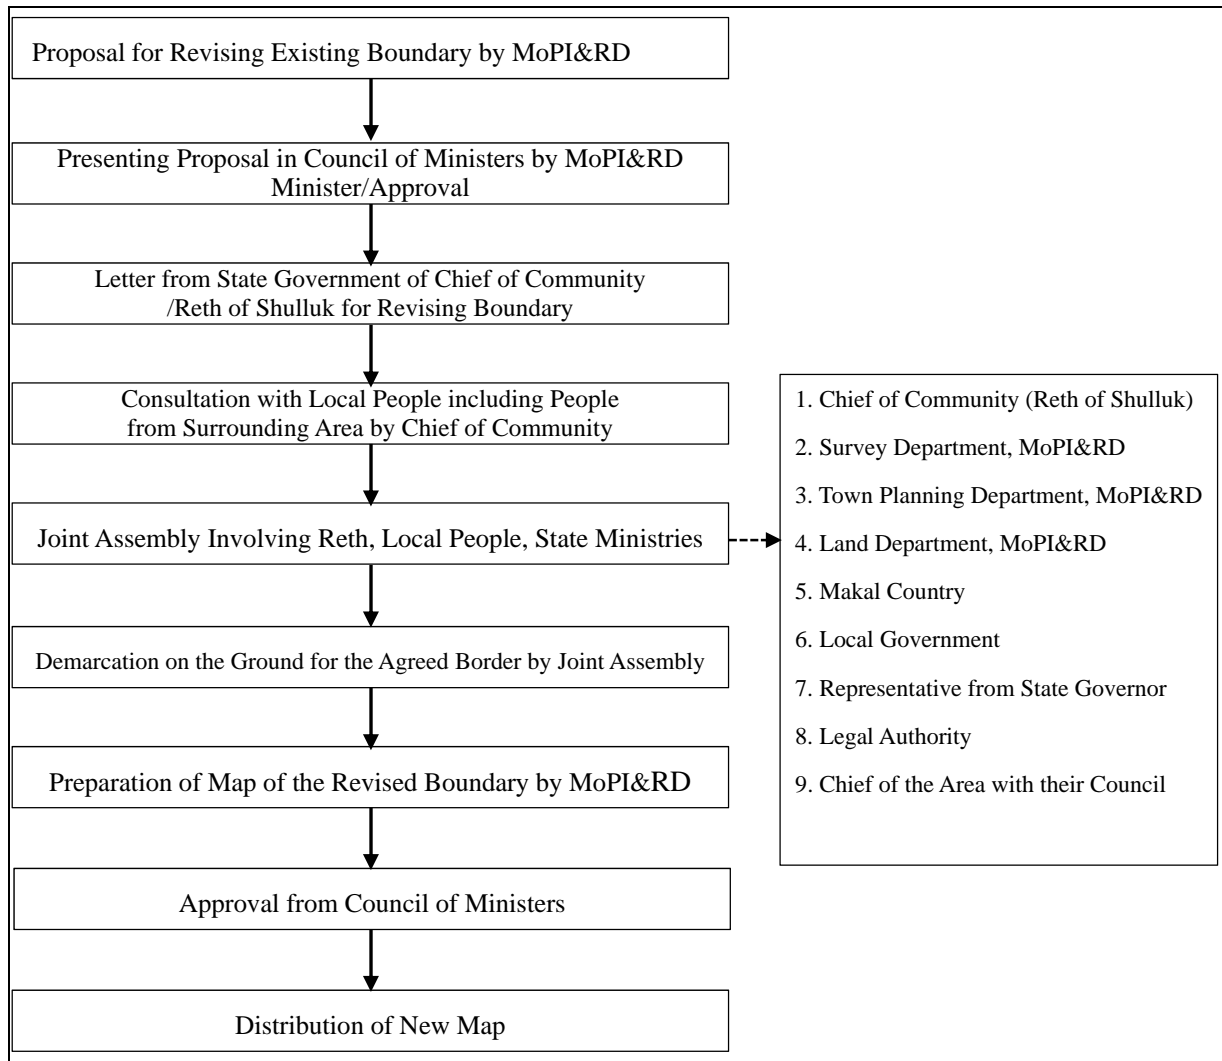 Proposal for Revising Existing Boundary by MoPI&RD
Presenting Proposal in Council of Ministers by MoPI&RD
Minister/Approval
Letter from State Government of Chief of Community
/Reth of Shulluk for Revising Boundary
Consultation with Local People including People
from Surrounding Area by Chief of Community
Joint Assembly Involving Reth, Local People, State Ministries
Demarcation on the Ground for the Agreed Border by Joint Assembly
Preparation of Map of the Revised Boundary by MoPI&RD
Approval from Council of Ministers
Distribution of New Map
1. Chief of Community (Reth of Shulluk)
2. Survey Department, MoPI&RD
3. Town Planning Department, MoPI&RD
4. Land Department, MoPI&RD
5. Makal Country
6. Local Government
7. Representative from State Governor
8. Legal Authority
9. Chief of the Area with their Council